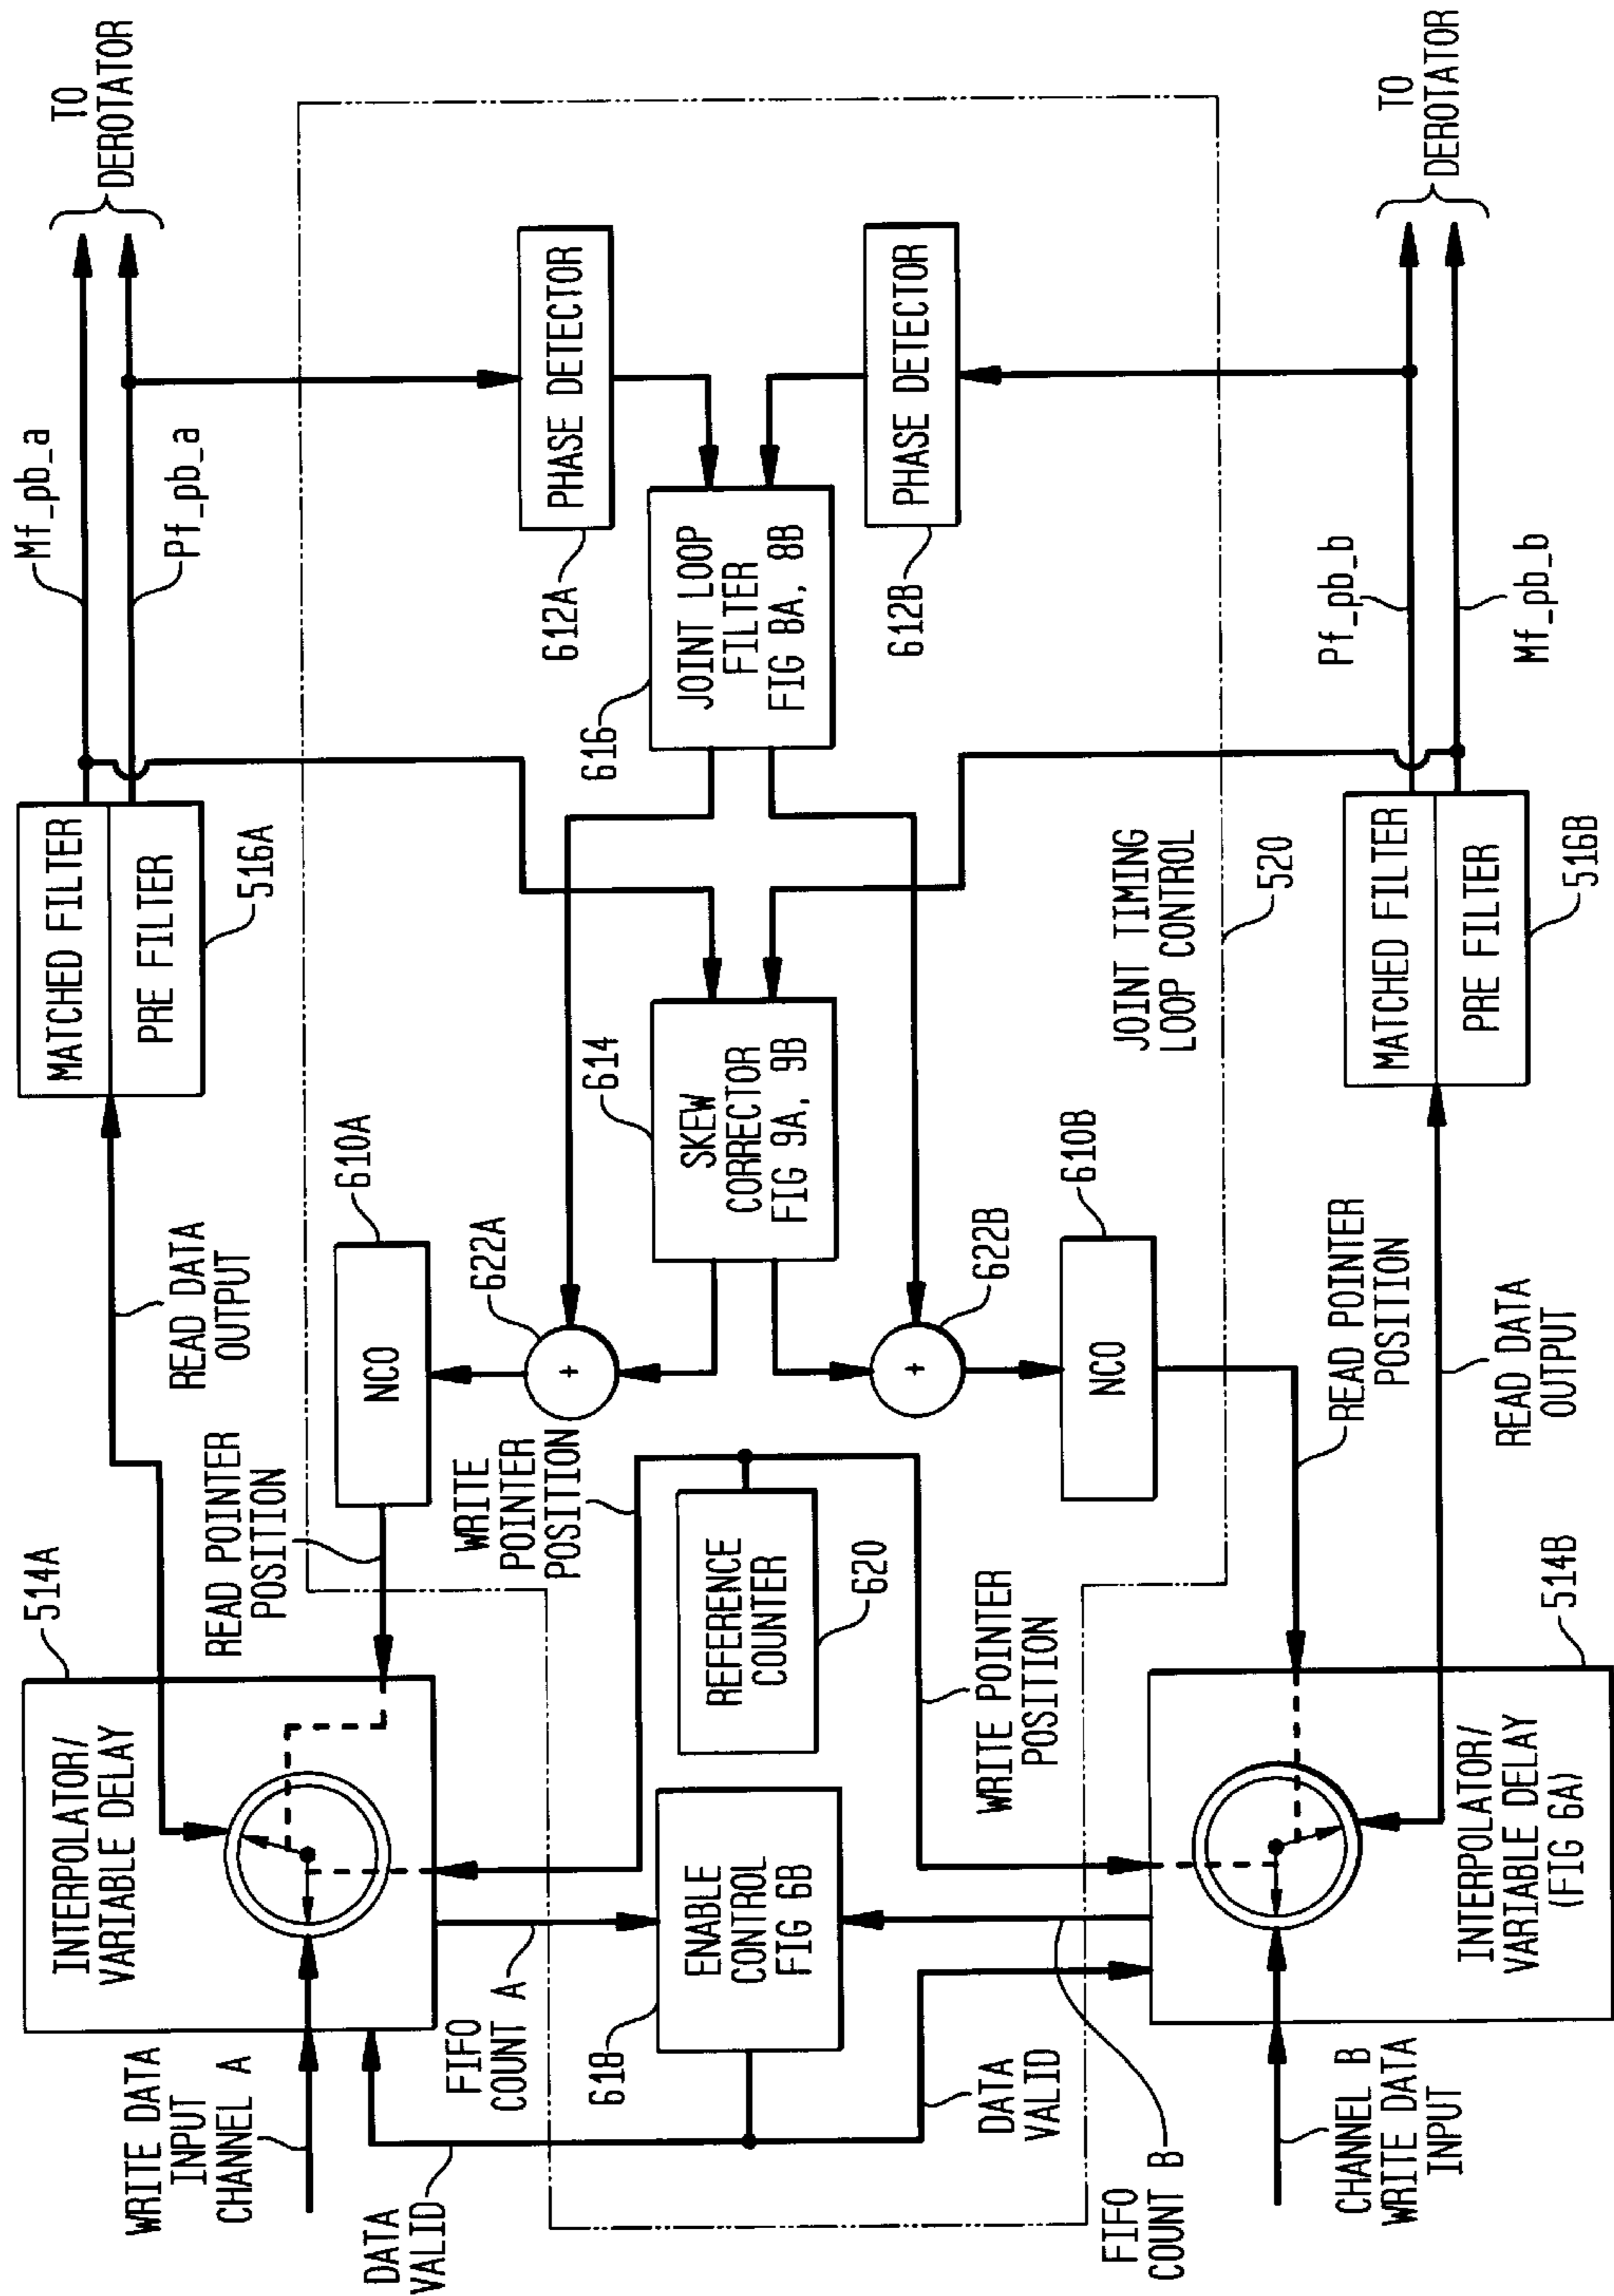 WRITE DATA
INPUT
CHANNEL A
INTERPOLATOR/
VARIABLE DELAY
514A
READ DATA
OUTPUT
MATCHED FILTER
PRE FILTER
516A
Mf_pb_a
Pf_pb_a
TO
DEROTATOR
DATA
VALID
FIFO
COUNT A
READ POINTER
POSITION
NCO
610A
WRITE
POINTER
POSITION
622A
+
PHASE DETECTOR
612A
618
ENABLE
CONTROL
FIG 6B
REFERENCE
COUNTER
620
614
SKEW
CORRECTOR
FIG 9A, 9B
616
JOINT LOOP
FILTER
FIG 8A, 8B
DATA
VALID
WRITE POINTER
POSITION
+
622B
NCO
610B
PHASE DETECTOR
612B
JOINT TIMING
LOOP CONTROL
520
FIFO
COUNT B
CHANNEL B
WRITE DATA
INPUT
INTERPOLATOR/
VARIABLE DELAY
(FIG 6A)
514B
READ POINTER
POSITION
READ DATA
OUTPUT
MATCHED FILTER
PRE FILTER
516B
Pf_pb_b
Mf_pb_b
TO
DEROTATOR